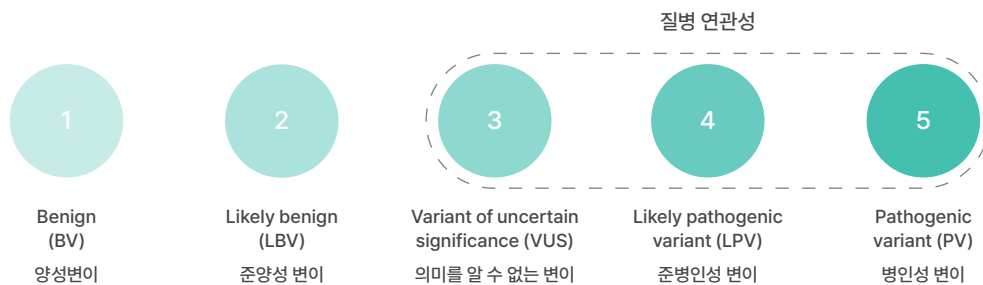 질병 연관성
1
2
3
4
5
Benign
(BV)
양성변이
Likely benign
(LBV)
준양성 변이
Variant of uncertain
significance (VUS)
의미를 알 수 없는 변이
Likely pathogenic
variant (LPV)
준병인성 변이
Pathogenic
variant (PV)
병인성 변이